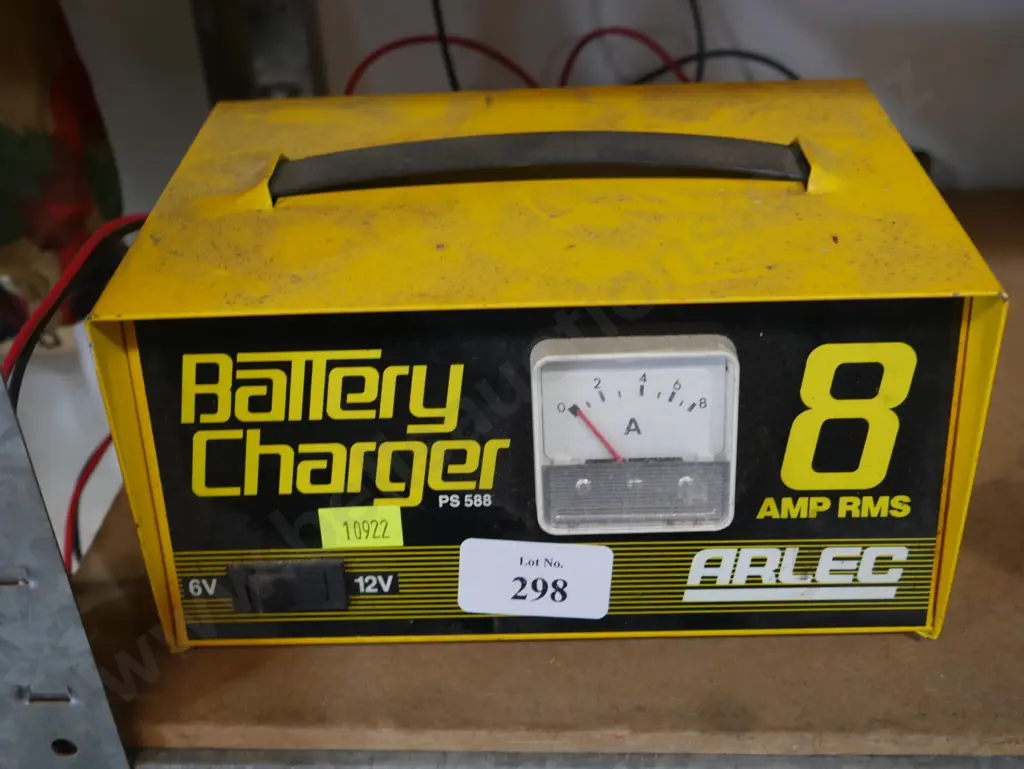 Battery
Charger
PS 588
0 2 4 6 8
A
8
AMP RMS
10922
Lot No.
298
6V
12V
ARLEC